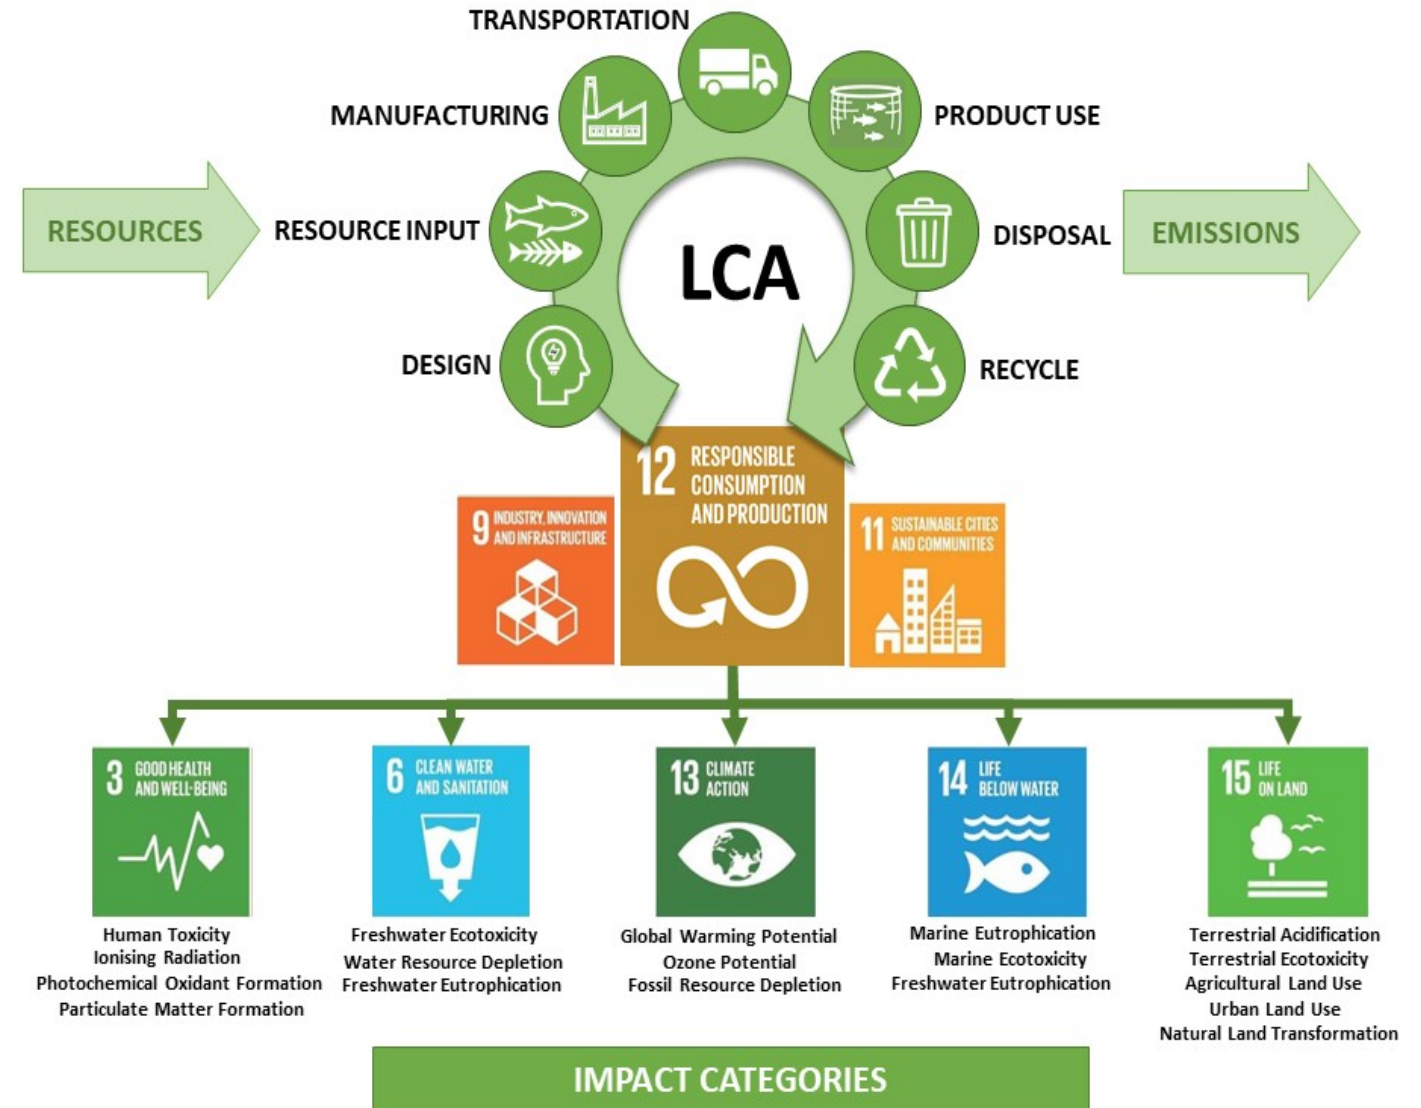 TRANSPORTATION
MANUFACTURING
PRODUCT USE
RESOURCES
RESOURCE INPUT
LCA
DISPOSAL
EMISSIONS
DESIGN
RECYCLE
12 RESPONSIBLE
CONSUMPTION
AND PRODUCTION
9 INDUSTRY, INNOVATION
AND INFRASTRUCTURE
11 SUSTAINABLE CITIES
AND COMMUNITIES
3 GOOD HEALTH
AND WELL-BEING
6 CLEAN WATER
AND SANITATION
13 CLIMATE
ACTION
14 LIFE
BELOW WATER
15 LIFE
ON LAND
Human Toxicity
Ionising Radiation
Photochemical Oxidant Formation
Particulate Matter Formation
Freshwater Ecotoxicity
Water Resource Depletion
Freshwater Eutrophication
Global Warming Potential
Ozone Potential
Fossil Resource Depletion
Marine Eutrophication
Marine Ecotoxicity
Freshwater Eutrophication
Terrestrial Acidification
Terrestrial Ecotoxicity
Agricultural Land Use
Urban Land Use
Natural Land Transformation
IMPACT CATEGORIES